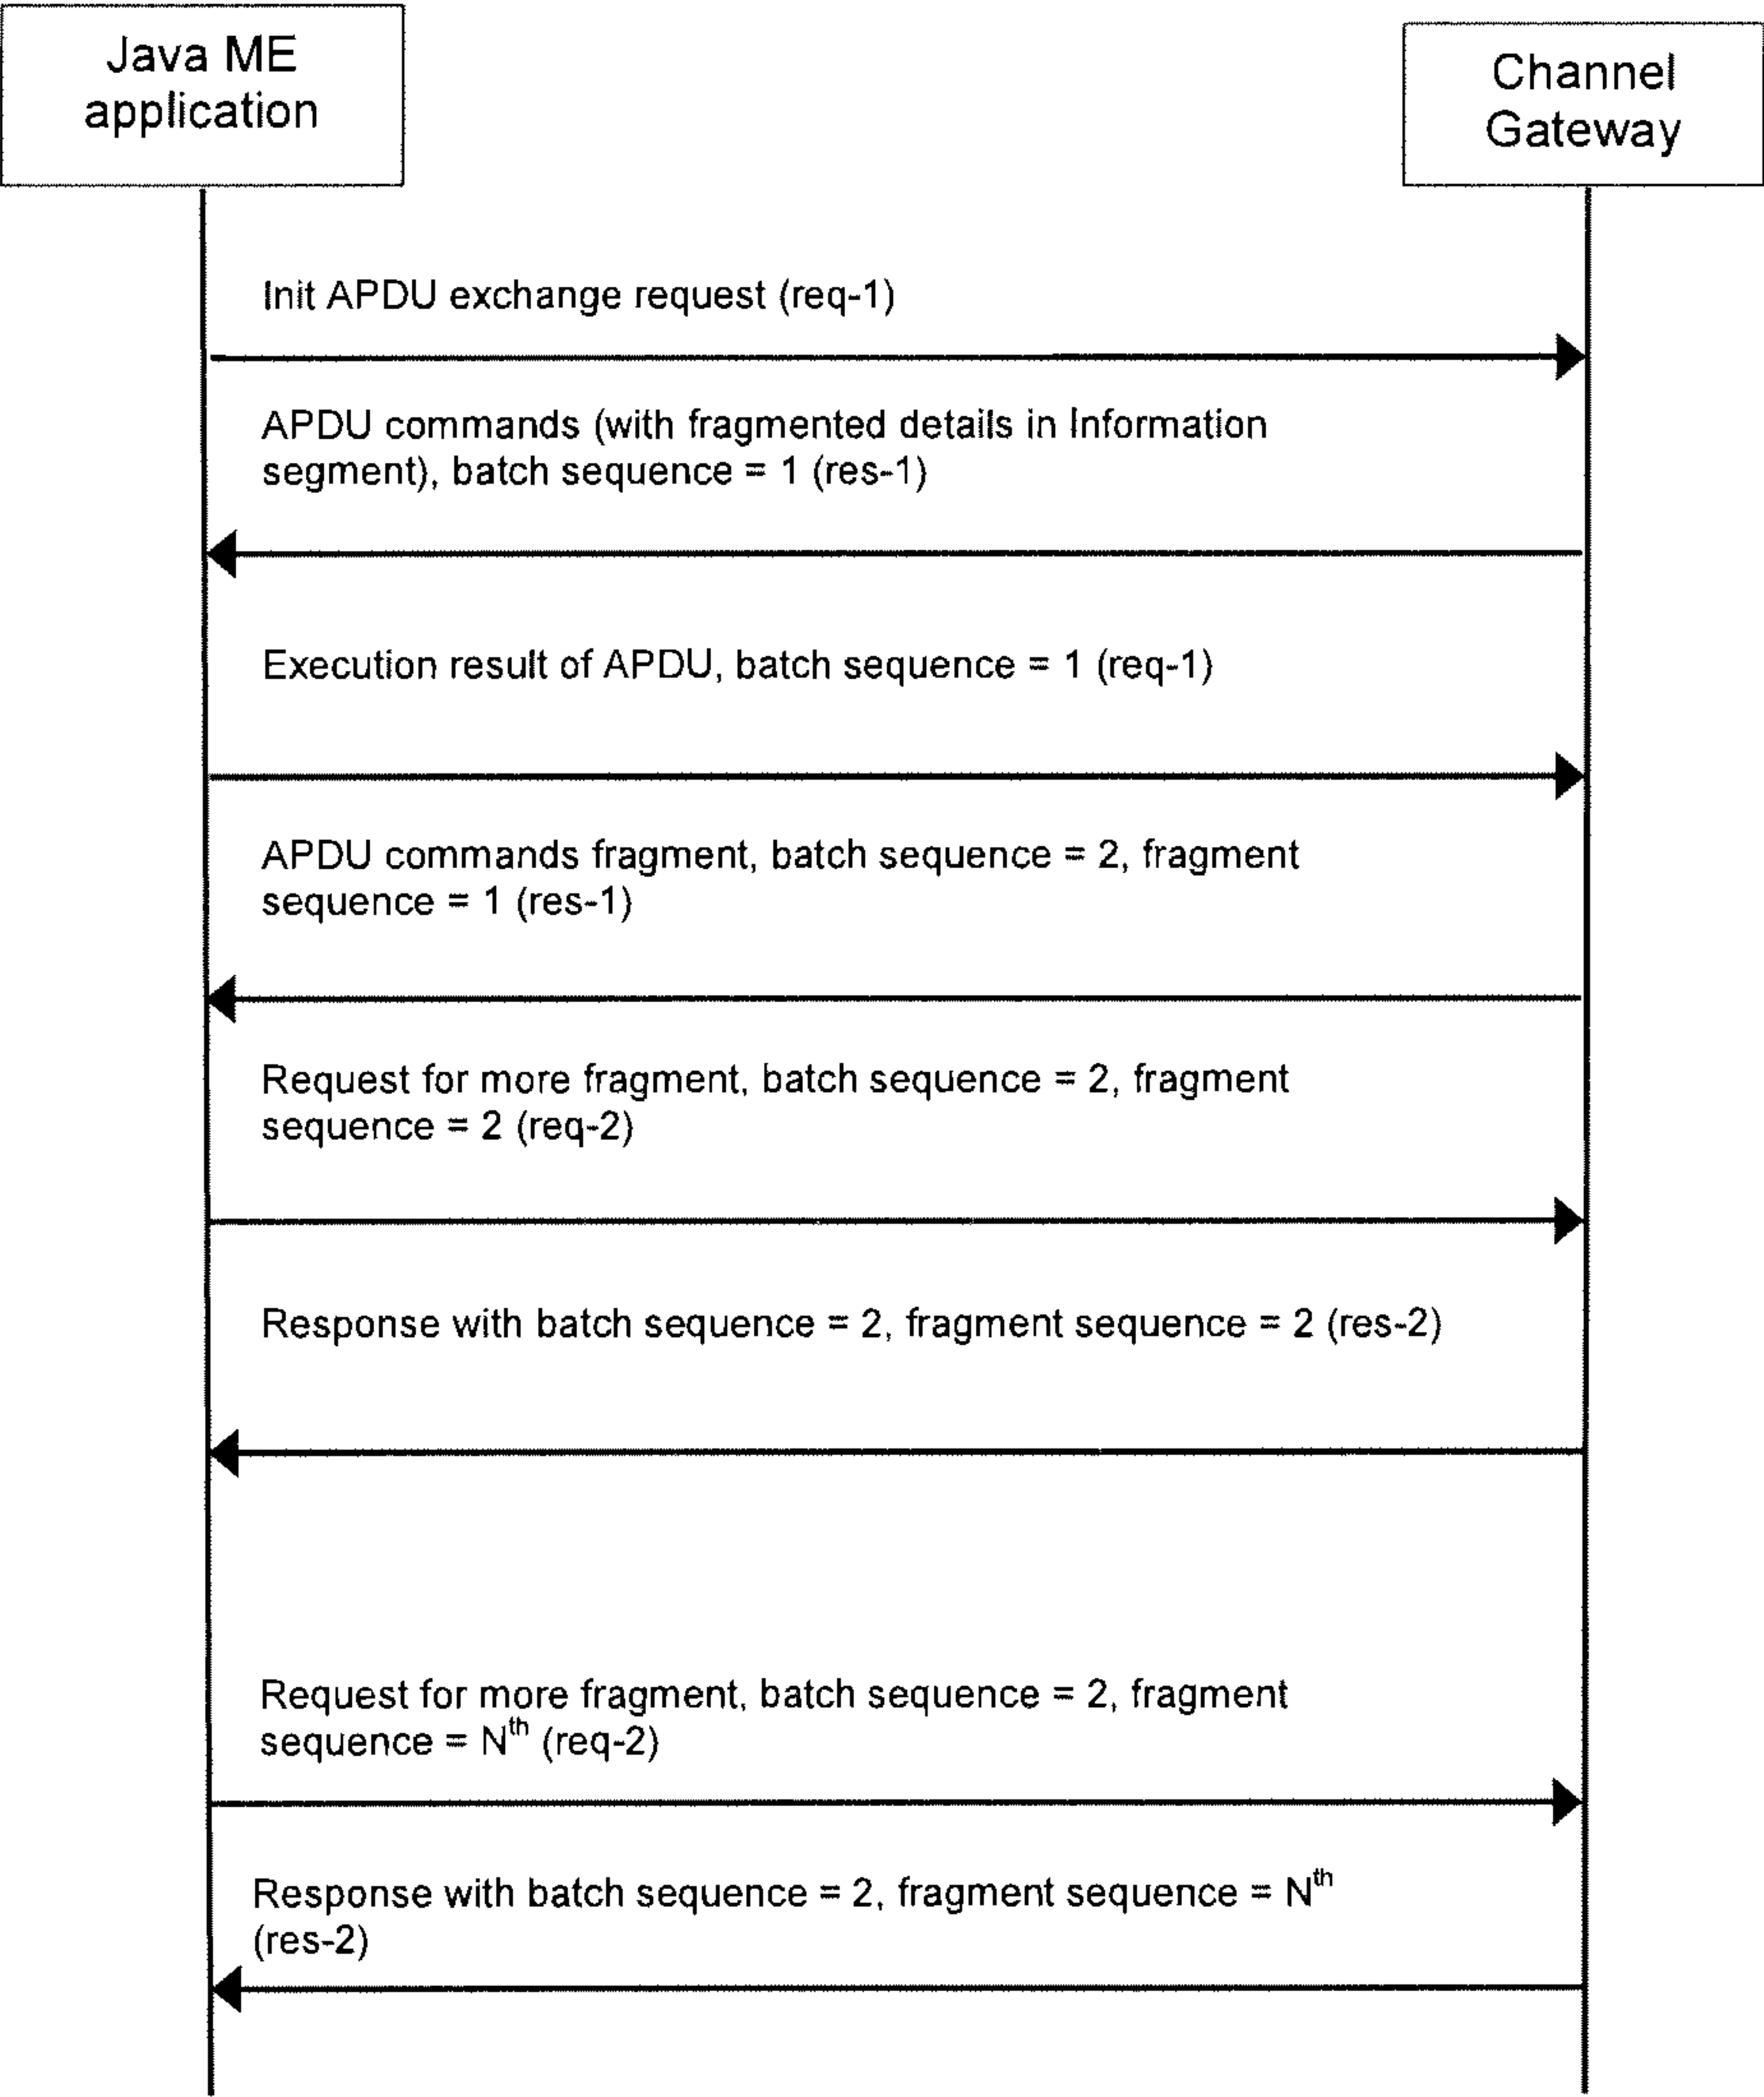 Java ME
application
Channel
Gateway
Init APDU exchange request (req-1)
APDU commands (with fragmented details in Information
segment), batch sequence = 1 (res-1)
Execution result of APDU, batch sequence = 1 (req-1)
APDU commands fragment, batch sequence = 2, fragment
sequence = 1 (res-1)
Request for more fragment, batch sequence = 2, fragment
sequence = 2 (req-2)
Response with batch sequence = 2, fragment sequence = 2 (res-2)
Request for more fragment, batch sequence = 2, fragment
sequence = Nth (req-2)
Response with batch sequence = 2, fragment sequence = Nth
(res-2)